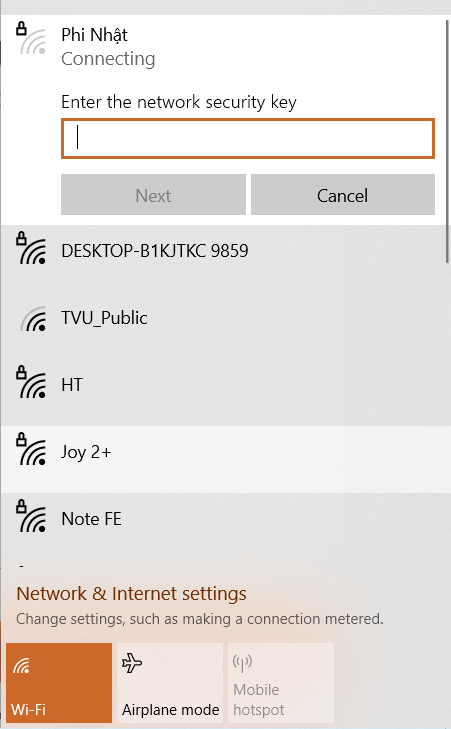 Phi Nhật
Connecting
Enter the network security key
Next
Cancel
DESKTOP-B1KJTKC 9859
TVU_Public
HT
Joy 2+
Note FE
Network & Internet settings
Change settings, such as making a connection metered.
Wi-Fi
Airplane mode
Mobile
hotspot